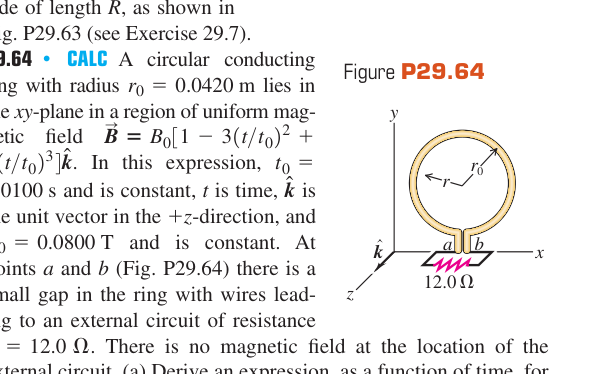 de of length R, as shown in
g. P29.63 (see Exercise 29.7).
9.64 • CALC A circular conducting
ng with radius r₀ = 0.0420 m lies in
e xy-plane in a region of uniform mag-
etic field B⃗ = B₀[1 − 3(t/t₀)² +
(t/t₀)³]k̂. In this expression, t₀ =
.0100 s and is constant, t is time, k̂ is
e unit vector in the +z-direction, and
₀ = 0.0800 T and is constant. At
oints a and b (Fig. P29.64) there is a
mall gap in the ring with wires lead-
g to an external circuit of resistance
= 12.0 Ω. There is no magnetic field at the location of the
xternal circuit. (a) Derive an expression, as a function of time, for
Figure P29.64
y
r₀
r
a b
k̂
x
12.0 Ω
z